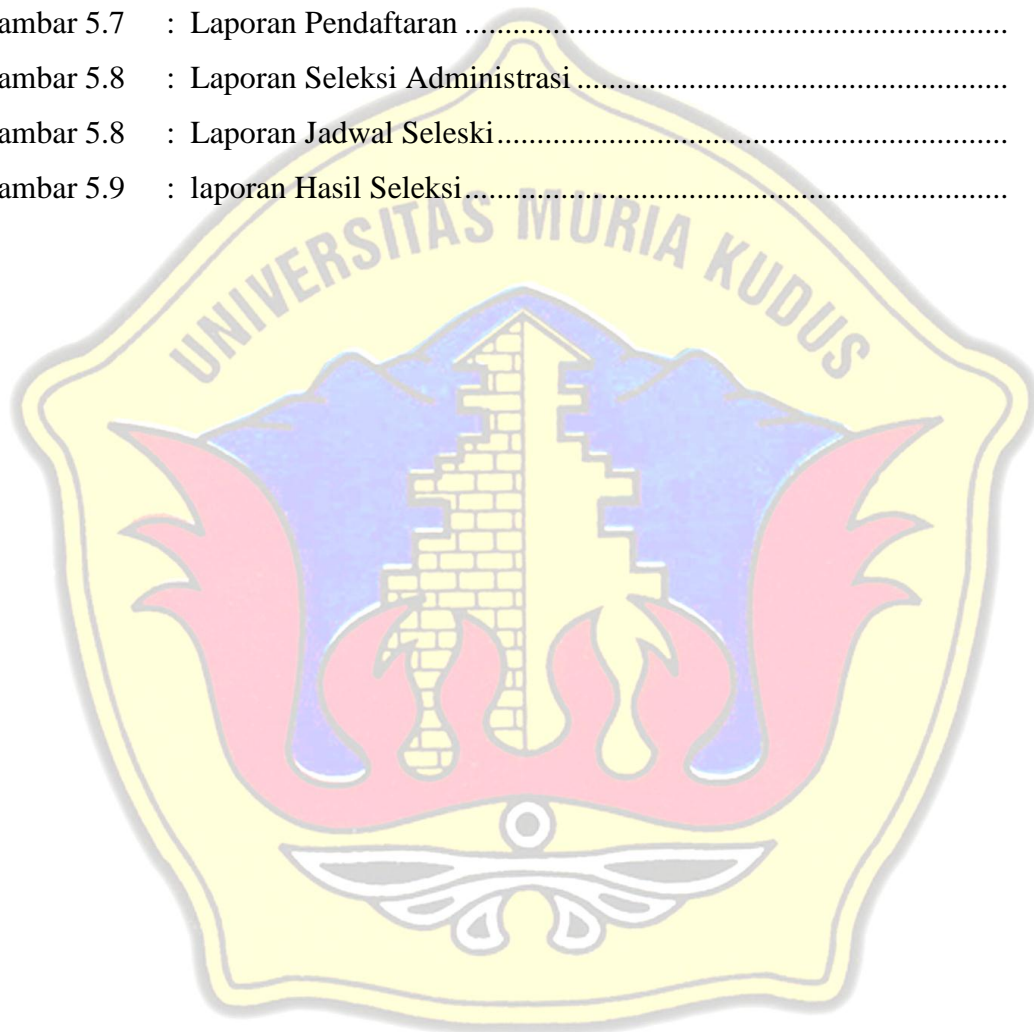 ambar 5.7 : Laporan Pendaftaran ......................................................................
ambar 5.8 : Laporan Seleksi Administrasi ........................................................
ambar 5.8 : Laporan Jadwal Seleski..................................................................
ambar 5.9 : laporan Hasil Seleksi......................................................................
UNIVERSITAS MURIA KUDUS